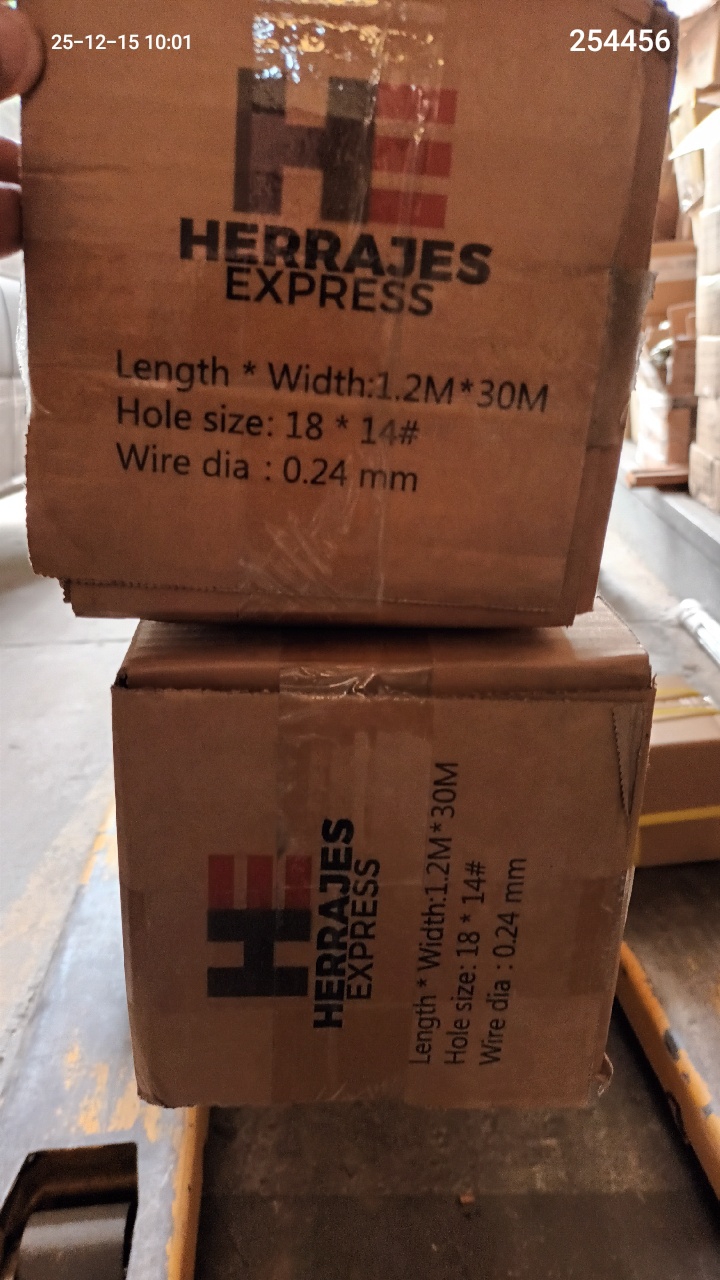 25-12-15 10:01
254456
HE
HERRAJES
EXPRESS
Length * Width:1.2M*30M
Hole size: 18 * 14#
Wire dia : 0.24 mm
HE
HERRAJES
EXPRESS
Length * Width:1.2M*30M
Hole size: 18 * 14#
Wire dia : 0.24 mm